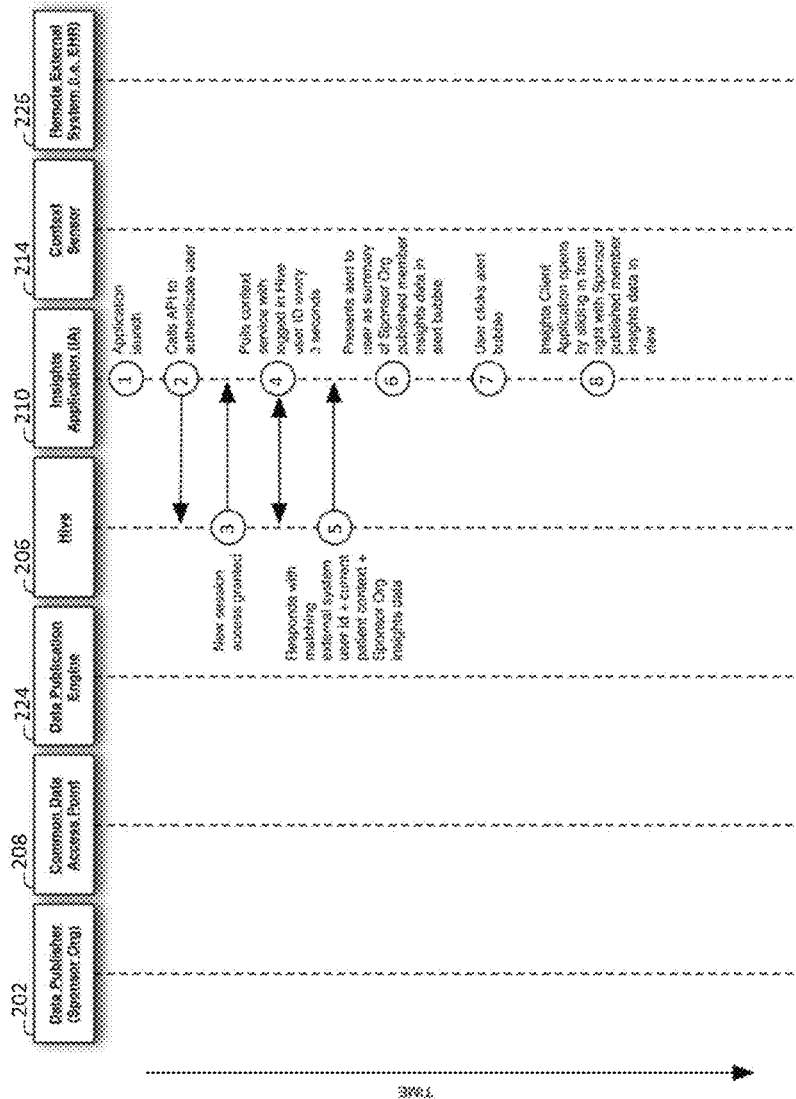 202
Data Publisher
(Sponsor Org)
208
Common Data
Access Point
224
Data Publication
Engine
206
Hive
210
Insights
Application (IA)
214
Context
Sensor
226
Remote External
System (i.e. EHR)
TIME
1
Application
launch
2
Calls API to
authenticate user
3
New session
access granted
4
Polls context
service with
logged in Hive
user ID every
3 seconds
5
Responds with
matching
external system
user id + current
patient context +
Sponsor Org
insights data
6
Presents alert to
user as summary
of Sponsor Org
published member
insights data in
alert bubble
7
User clicks alert
bubble
8
Insights Client
Application opens
by sliding in from
right with Sponsor
published member
insights data in
view